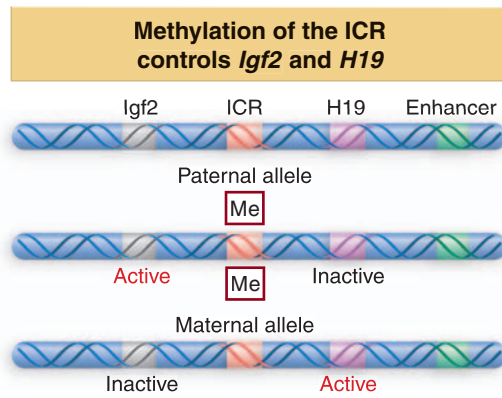 Methylation of the ICR
controls Igf2 and H19
Igf2 ICR H19 Enhancer
Paternal allele
Me
Active Inactive
Me
Maternal allele
Inactive Active